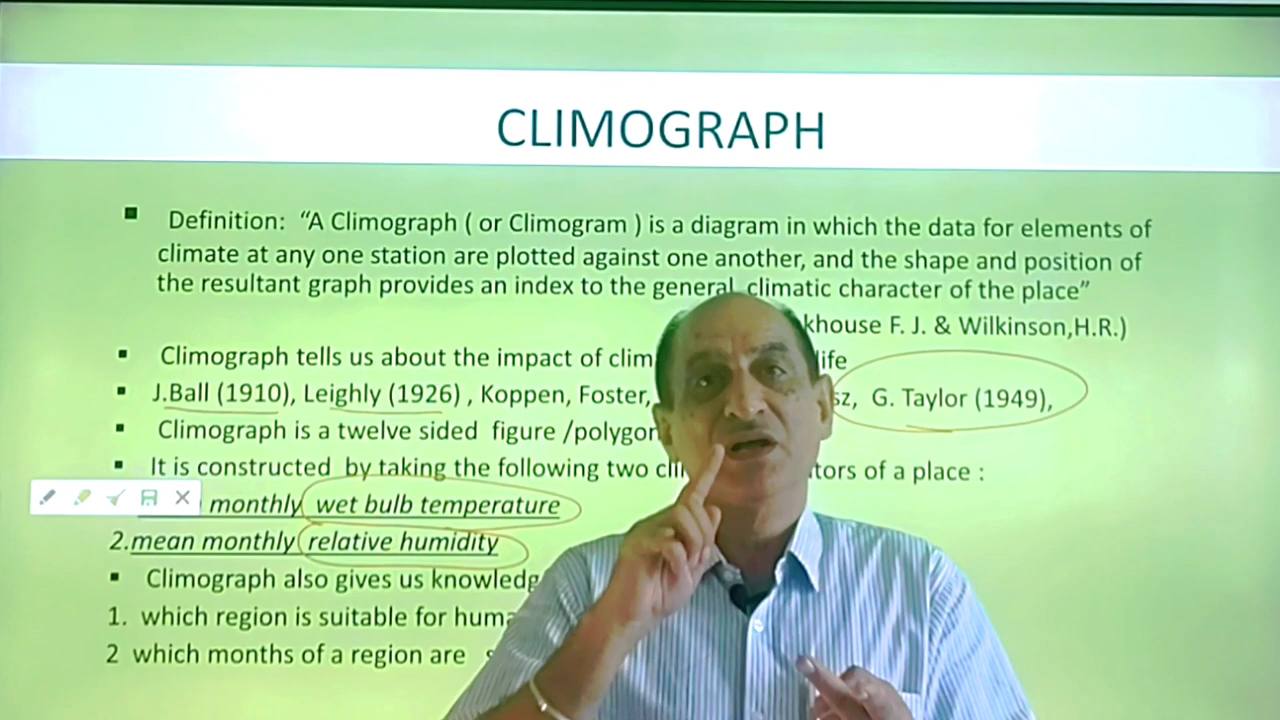 CLIMOGRAPH
▪ Definition: “A Climograph ( or Climogram ) is a diagram in which the data for elements of
climate at any one station are plotted against one another, and the shape and position of
the resultant graph provides an index to the general climatic character of the place”
khouse F. J. & Wilkinson,H.R.)
▪ Climograph tells us about the impact of clim life
▪ J.Ball (1910), Leighly (1926) , Koppen, Foster, sz, G. Taylor (1949),
▪ Climograph is a twelve sided figure /polygon
▪ It is constructed by taking the following two cli tors of a place :
monthly wet bulb temperature
2.mean monthly relative humidity
▪ Climograph also gives us knowledg
1. which region is suitable for huma
2 which months of a region are s